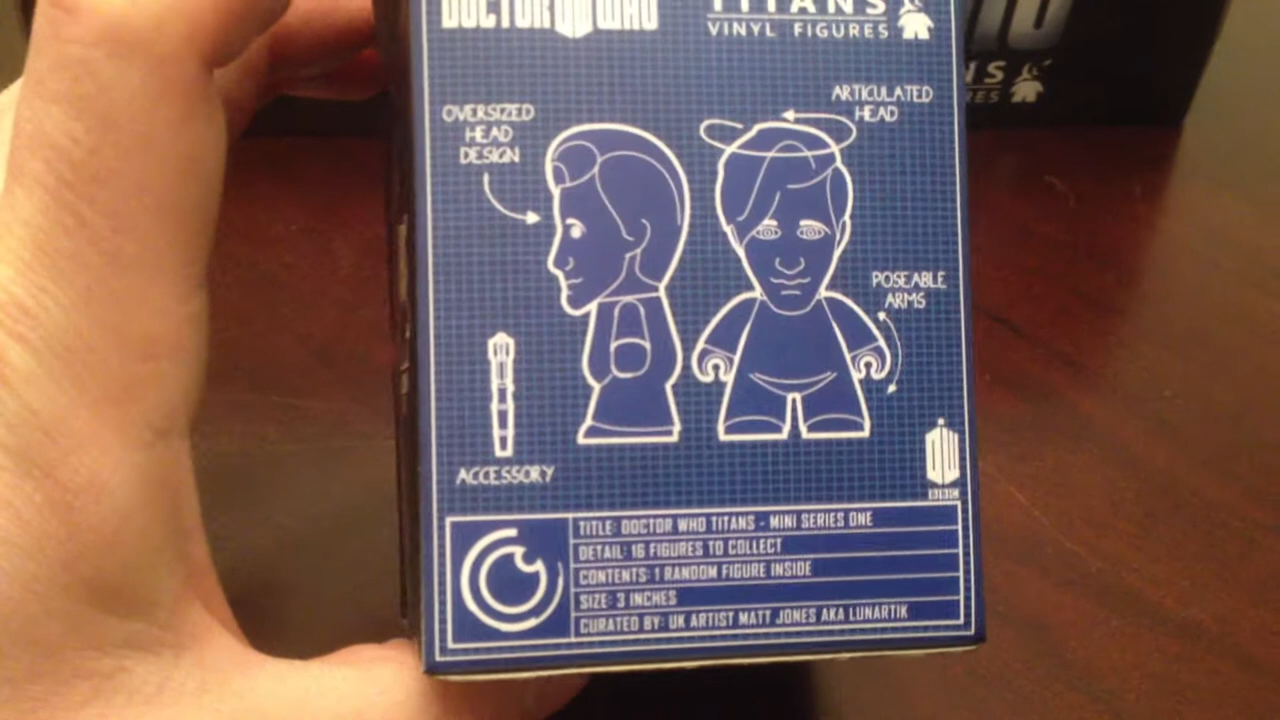 DOCTOR WHO
TITANS
VINYL FIGURES
OVERSIZED
HEAD
DESIGN
ARTICULATED
HEAD
POSEABLE
ARMS
ACCESSORY
DW
BBC
TITLE: DOCTOR WHO TITANS - MINI SERIES ONE
DETAIL: 16 FIGURES TO COLLECT
CONTENTS: 1 RANDOM FIGURE INSIDE
SIZE: 3 INCHES
CURATED BY: UK ARTIST MATT JONES AKA LUNARTIK